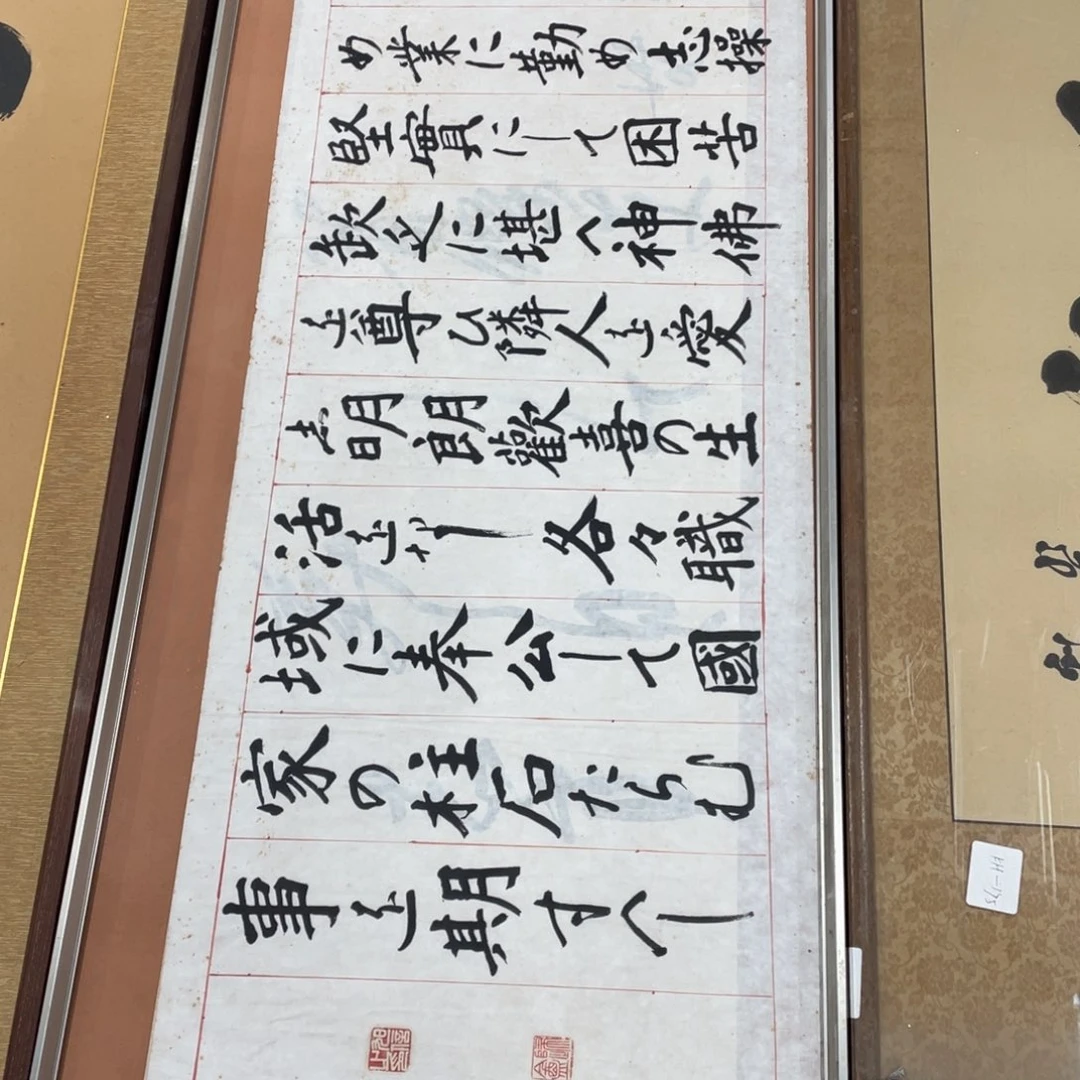 め業に勤め志操
堅實にして困苦
缺乏に堪へ神佛
を尊ひ隣人を愛
し明朗歡喜の生
活をなし 各々職
域に奉公して國
家の柱石たらむ
事を期すへし